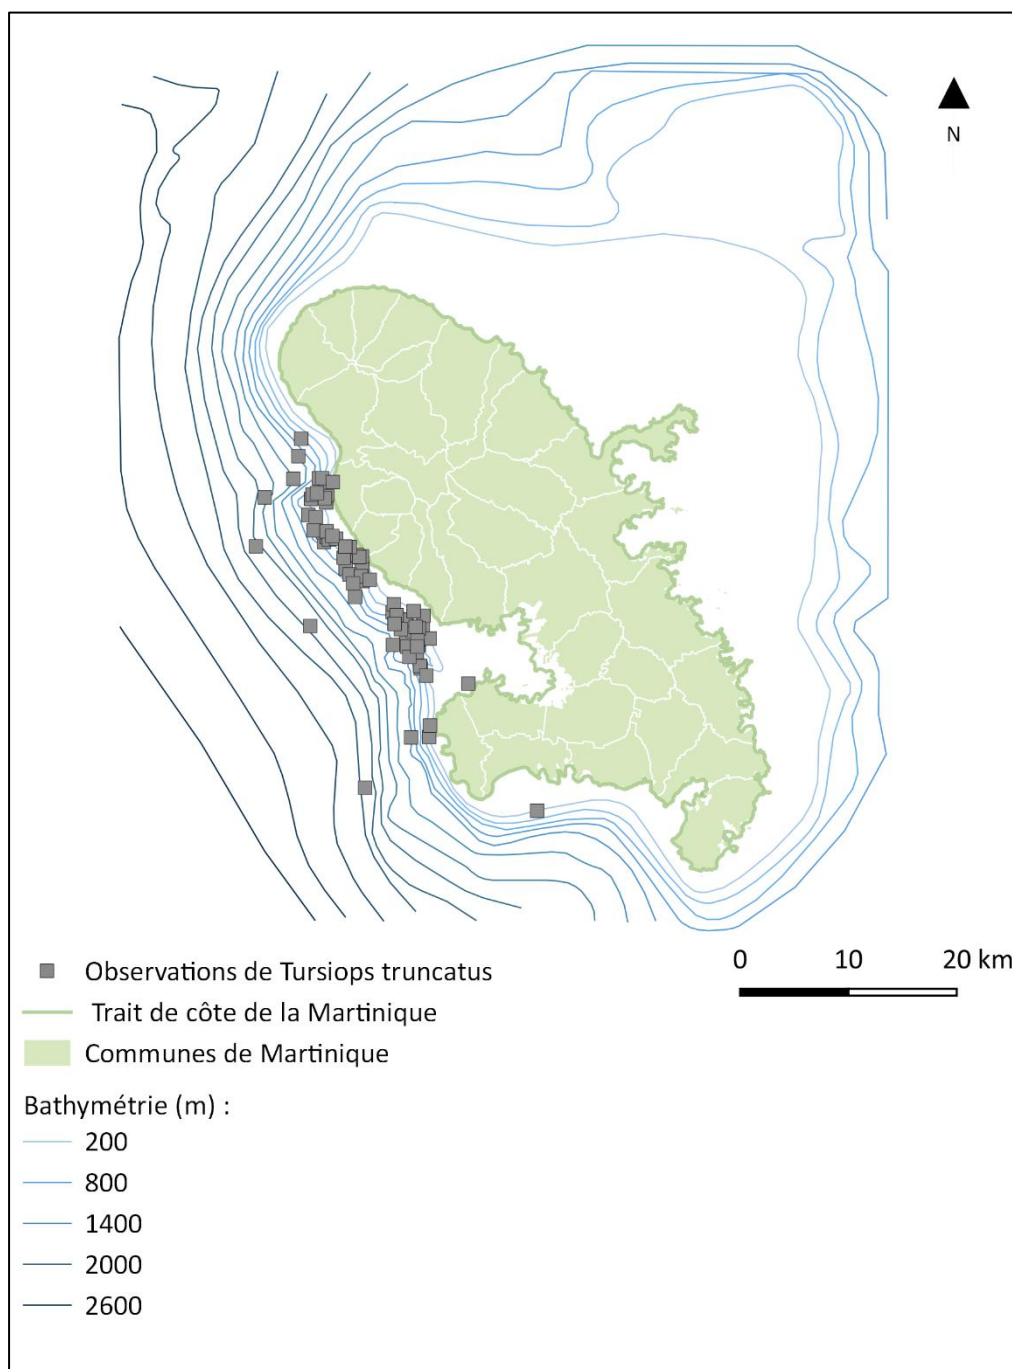 N
0 10 20 km
Observations de Tursiops truncatus
Trait de côte de la Martinique
Communes de Martinique
Bathymétrie (m) :
200
800
1400
2000
2600